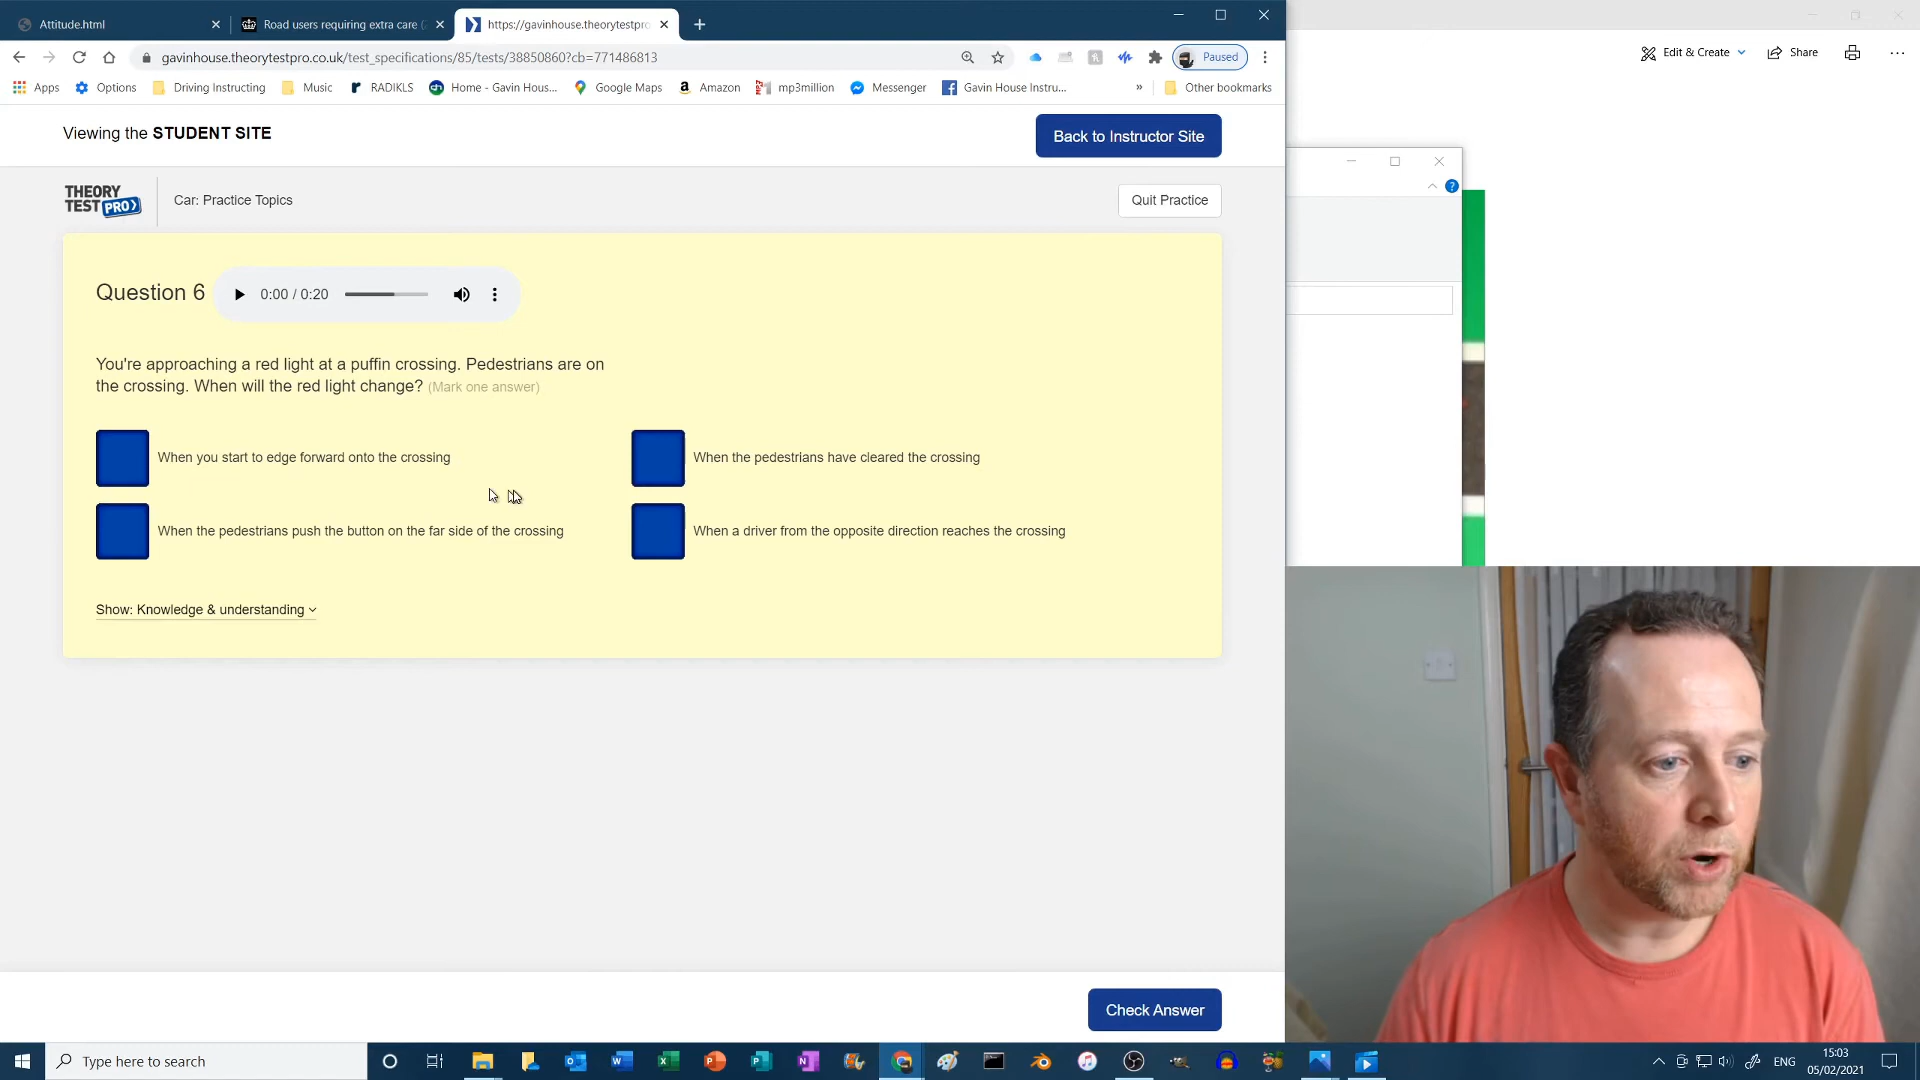 Attitude.html
Road users requiring extra care (
https://gavinhouse.theorytestpro
gavinhouse.theorytestpro.co.uk/test_specifications/85/tests/38850860?cb=771486813
Paused
Edit & Create
Share
Apps
Options
Driving Instructing
Music
RADIKLS
Home - Gavin Hous...
Google Maps
Amazon
mp3million
Messenger
Gavin House Instru...
»
Other bookmarks
Viewing the STUDENT SITE
Back to Instructor Site
THEORY
TEST PRO
Car: Practice Topics
Quit Practice
Question 6
0:00 / 0:20
You're approaching a red light at a puffin crossing. Pedestrians are on
the crossing. When will the red light change? (Mark one answer)
When you start to edge forward onto the crossing
When the pedestrians have cleared the crossing
When the pedestrians push the button on the far side of the crossing
When a driver from the opposite direction reaches the crossing
Show: Knowledge & understanding
Check Answer
Type here to search
ENG
15:03
05/02/2021